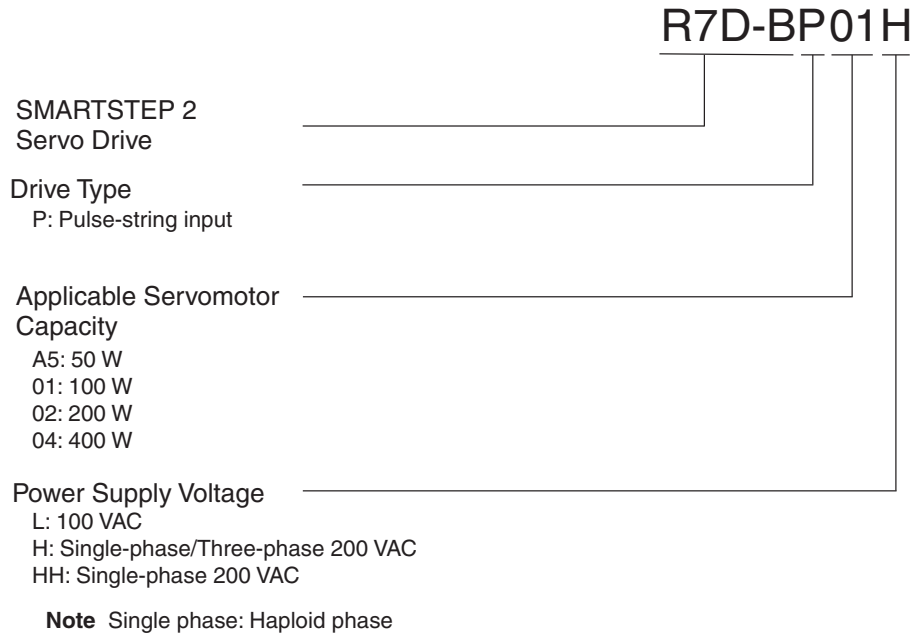 R7D-BP01H
SMARTSTEP 2
Servo Drive
Drive Type
P: Pulse-string input
Applicable Servomotor
Capacity
A5: 50 W
01: 100 W
02: 200 W
04: 400 W
Power Supply Voltage
L: 100 VAC
H: Single-phase/Three-phase 200 VAC
HH: Single-phase 200 VAC
Note Single phase: Haploid phase